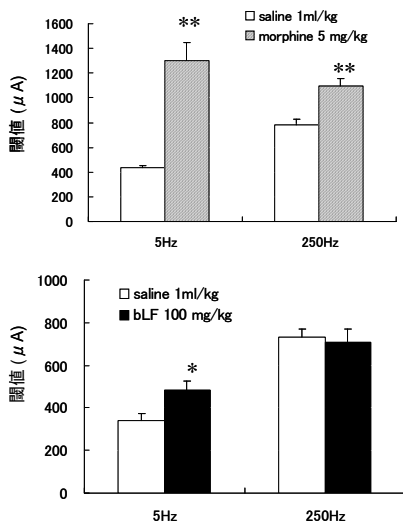 1600
1400
1200
1000
800
600
400
200
0
閾値 (μA)
saline 1ml/kg
morphine 5 mg/kg
**
**
5Hz
250Hz
1000
800
600
400
200
0
閾値 (μA)
saline 1ml/kg
bLF 100 mg/kg
*
5Hz
250Hz